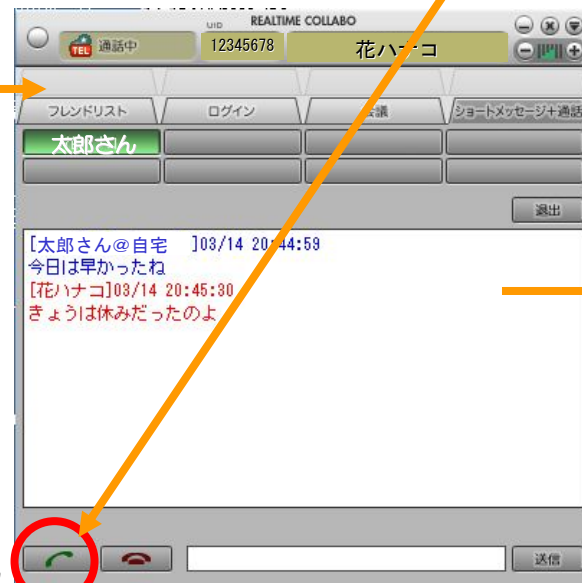 UID REALTIME COLLABO
TEL 通話中 12345678 花ハナコ
フレンドリスト ログイン ショートメッセージ+通話
太郎さん
退出
[太郎さん@自宅 ]03/14 20:44:59
今日は早かったね
[花ハナコ]03/14 20:45:30
きょうは休みだったのよ
送信